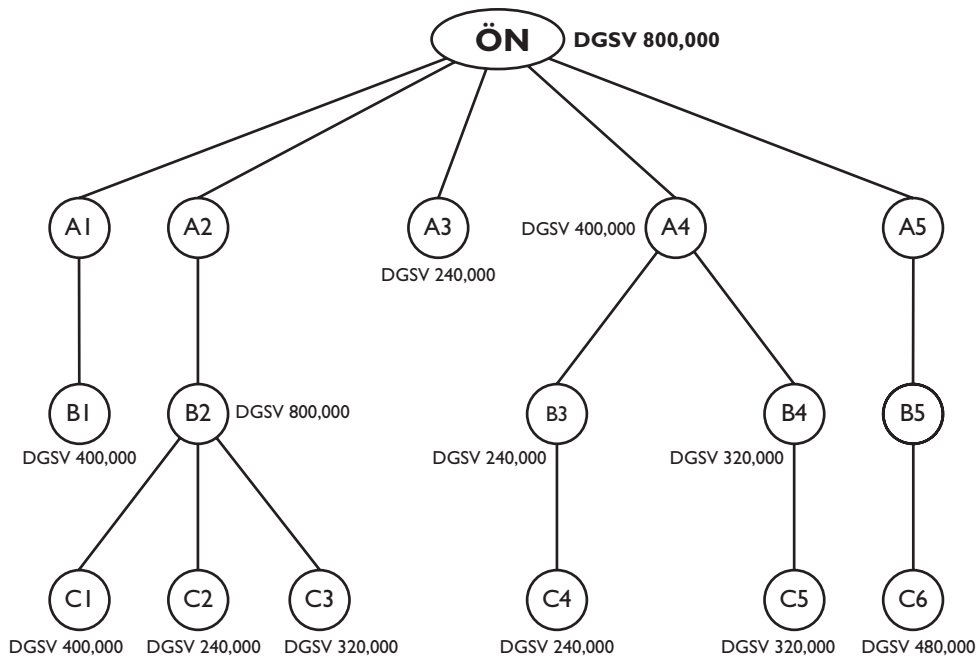 ÖN DGSV 800,000
A1
A2
A3
DGSV 400,000
A4
A5
DGSV 240,000
B1
B2
DGSV 800,000
B3
B4
B5
DGSV 400,000
DGSV 240,000
DGSV 320,000
C1
C2
C3
C4
C5
C6
DGSV 400,000
DGSV 240,000
DGSV 320,000
DGSV 240,000
DGSV 320,000
DGSV 480,000